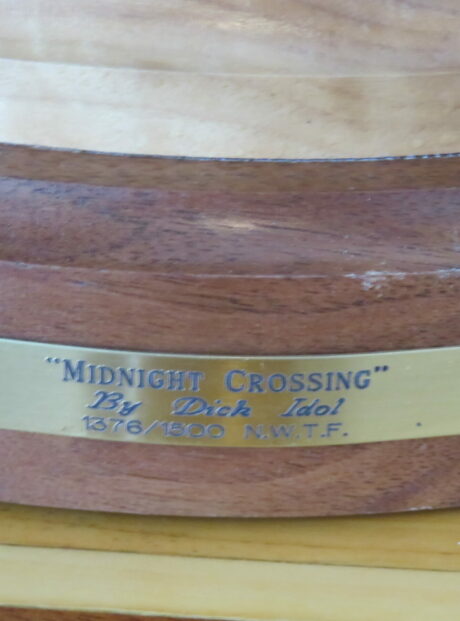 "MIDNIGHT CROSSING"
By Dick Idol
1376/1500 N.W.T.F.